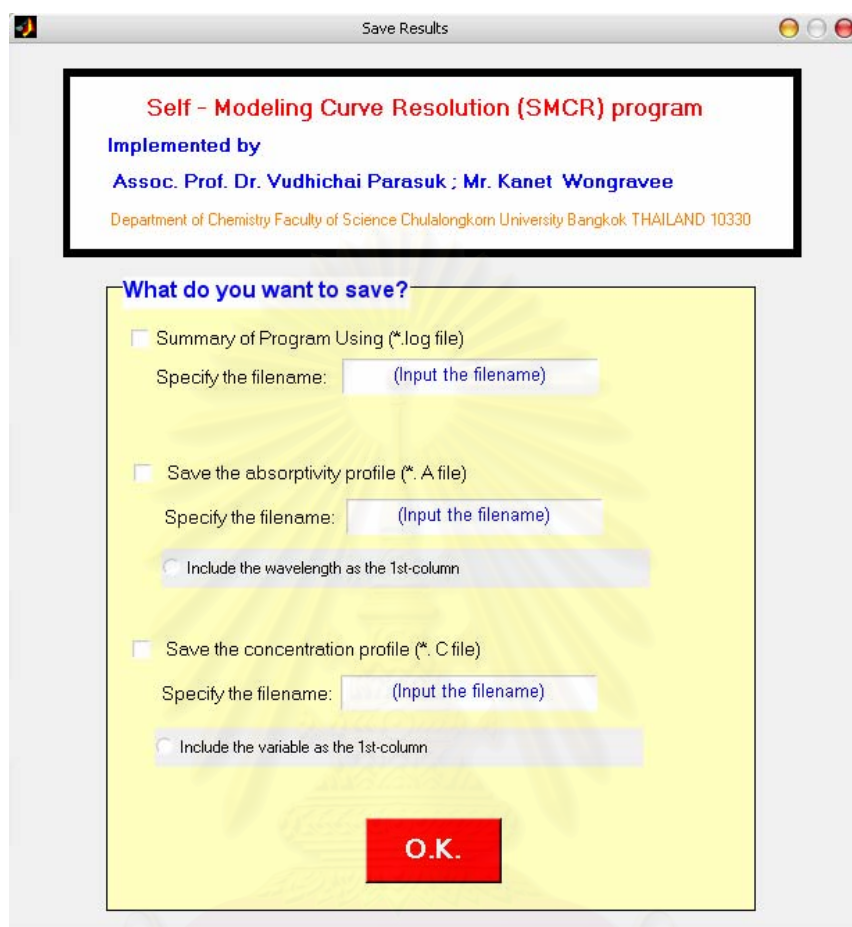 Save Results
Self - Modeling Curve Resolution (SMCR) program
Implemented by
Assoc. Prof. Dr. Vudhichai Parasuk ; Mr. Kanet Wongravee
Department of Chemistry Faculty of Science Chulalongkorn University Bangkok THAILAND 10330
What do you want to save?
Summary of Program Using (*.log file)
Specify the filename: (Input the filename)
Save the absorptivity profile (*. A file)
Specify the filename: (Input the filename)
Include the wavelength as the 1st-column
Save the concentration profile (*. C file)
Specify the filename: (Input the filename)
Include the variable as the 1st-column
O.K.